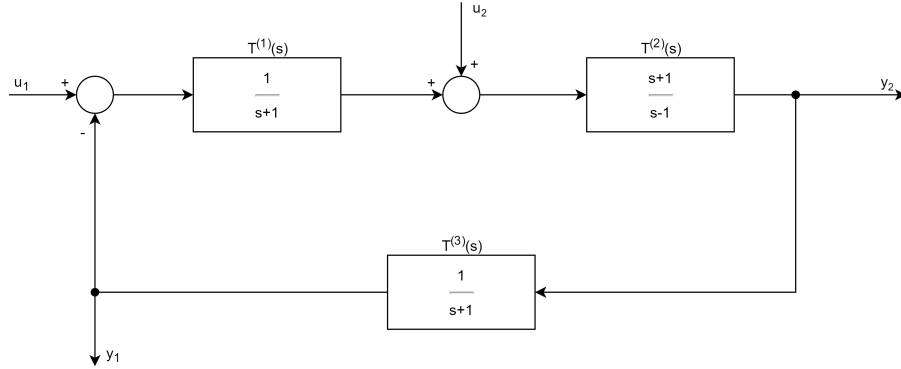 u₂
T⁽¹⁾(s)
T⁽²⁾(s)
u₁
+
1
s+1
+
+
s+1
s-1
y₂
-
T⁽³⁾(s)
1
s+1
y₁